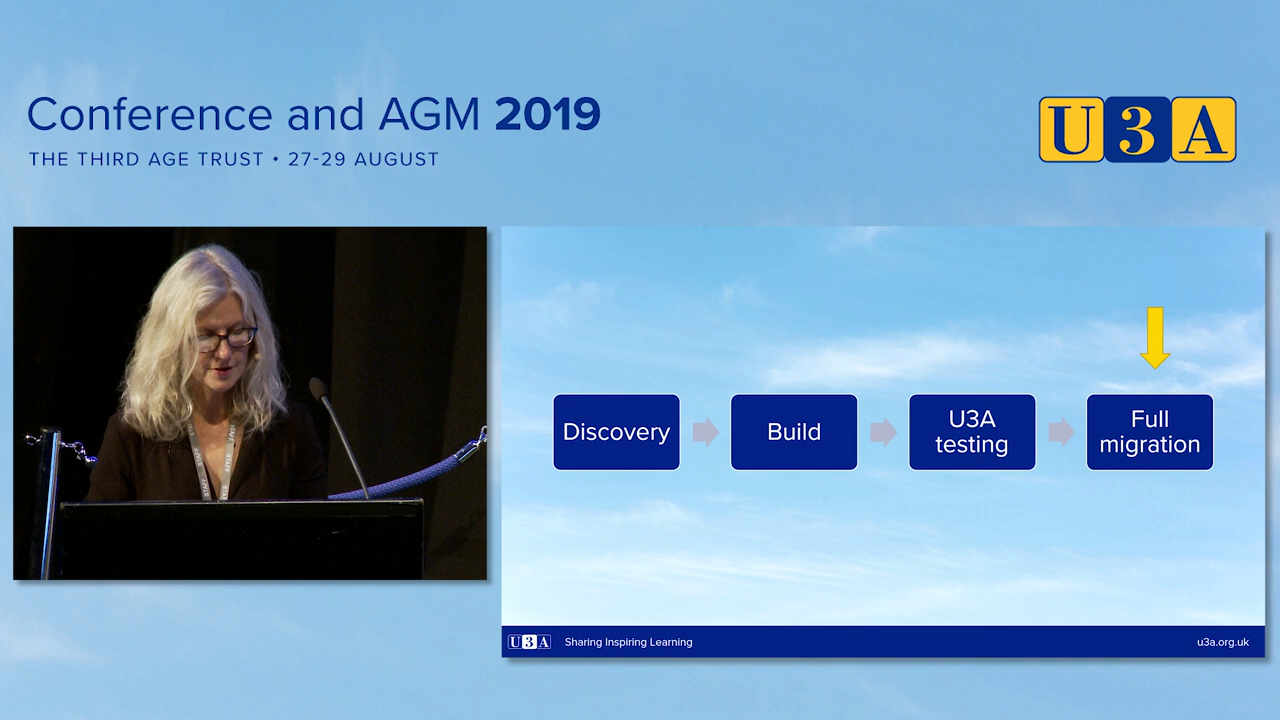 Conference and AGM 2019
THE THIRD AGE TRUST • 27-29 AUGUST
U3A
Discovery
Build
U3A
testing
Full
migration
U3A
Sharing Inspiring Learning
u3a.org.uk